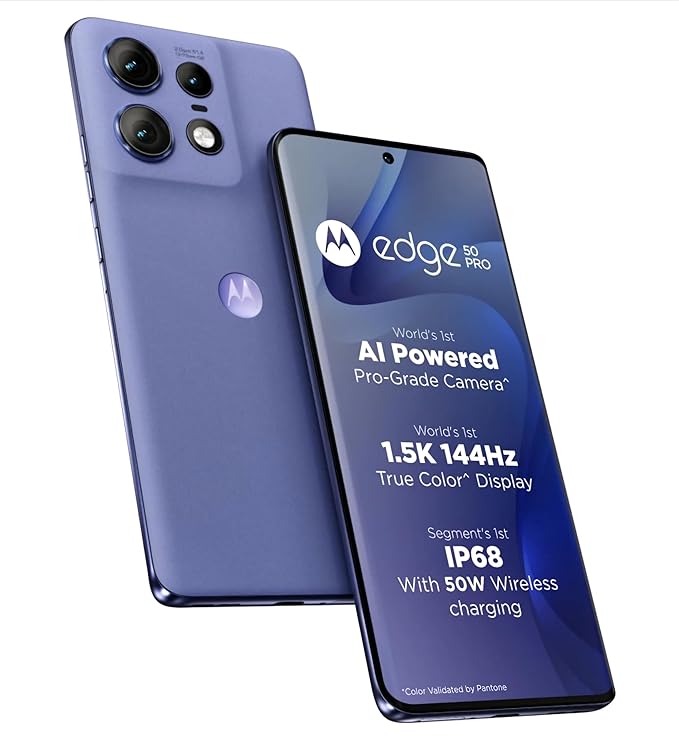 edge 50 PRO
World's 1st
AI Powered
Pro-Grade Camera^
World's 1st
1.5K 144Hz
True Color^ Display
Segment's 1st
IP68
With 50W Wireless
charging
*Color Validated by Pantone